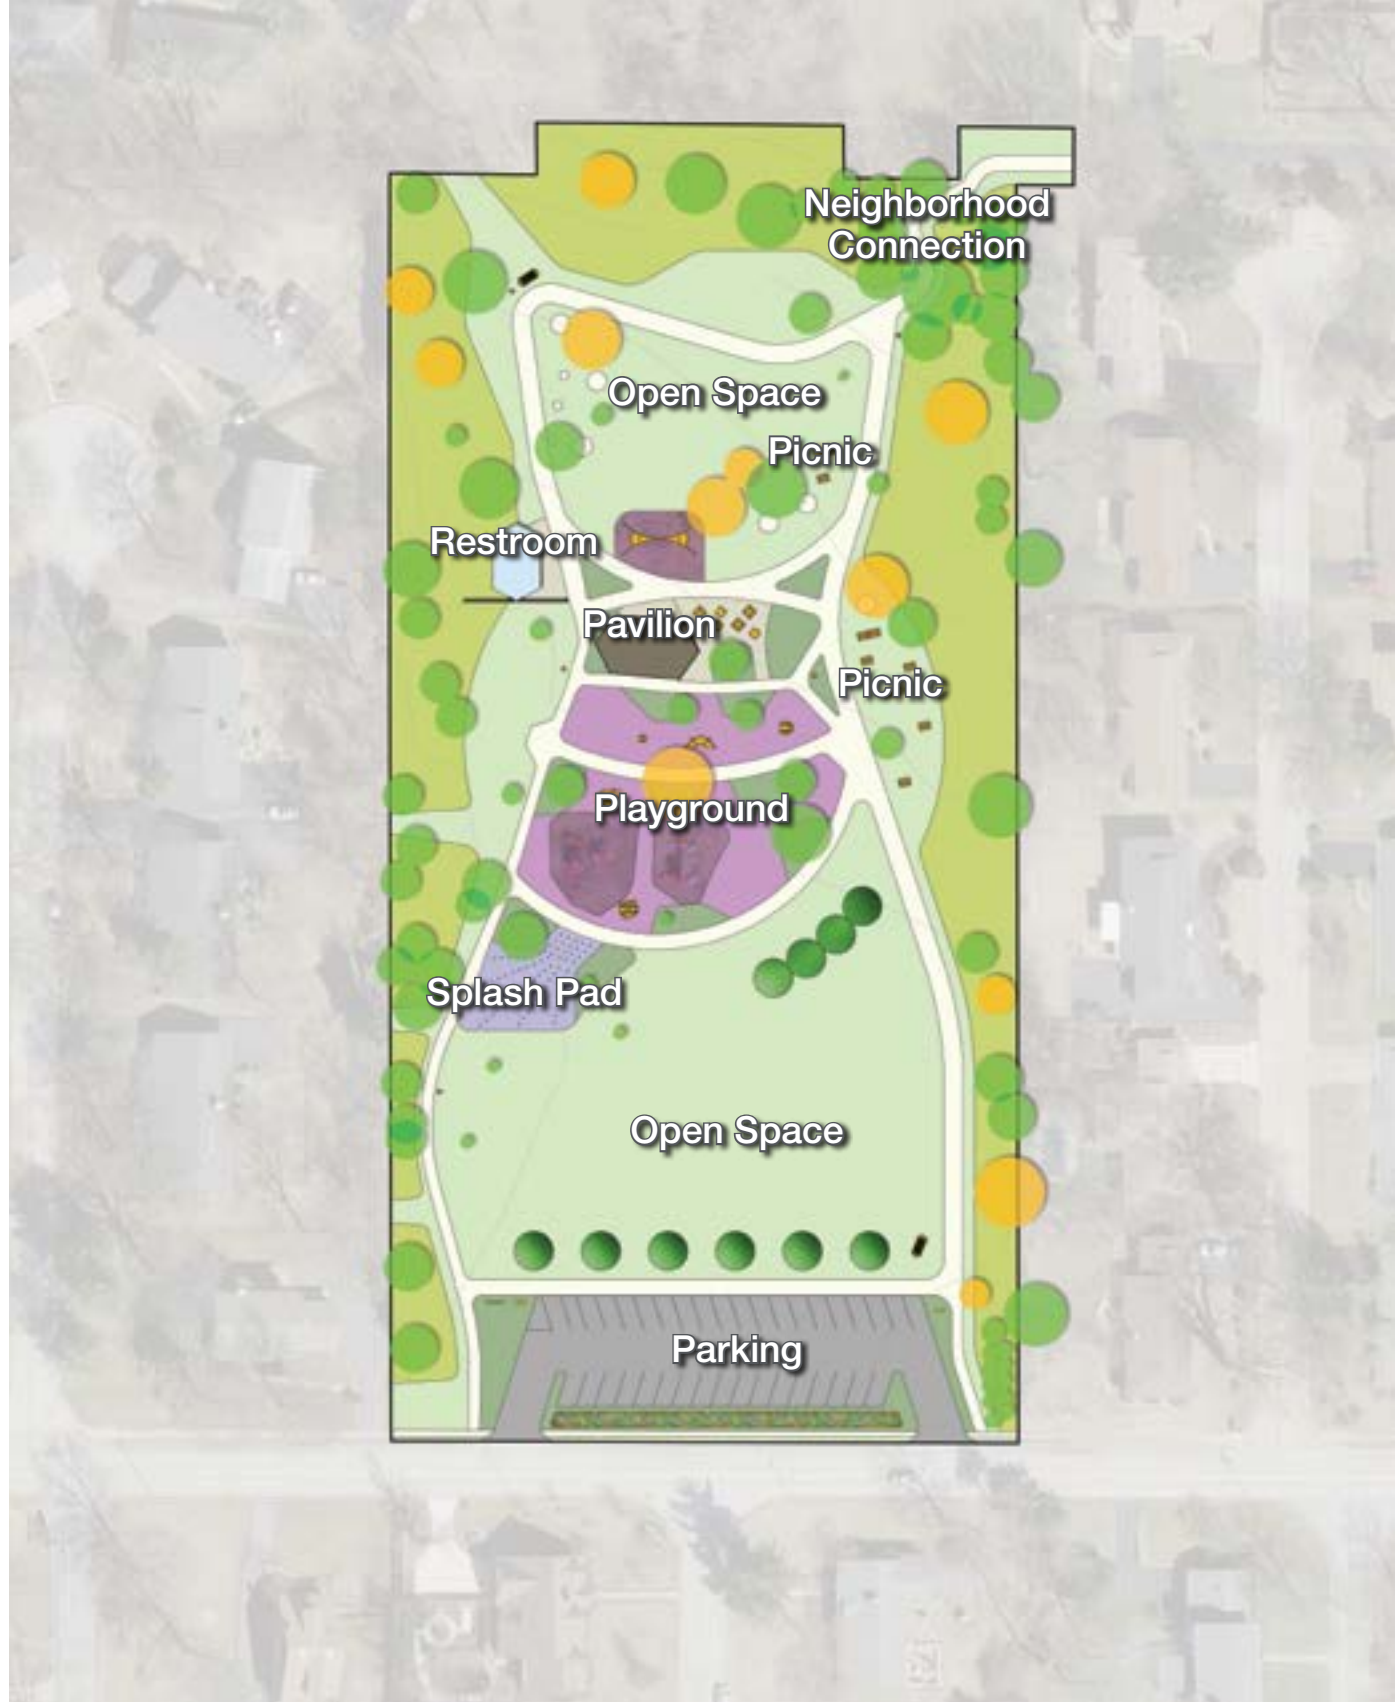 Neighborhood
Connection
Open Space
Picnic
Restroom
Pavilion
Picnic
Playground
Splash Pad
Open Space
Parking